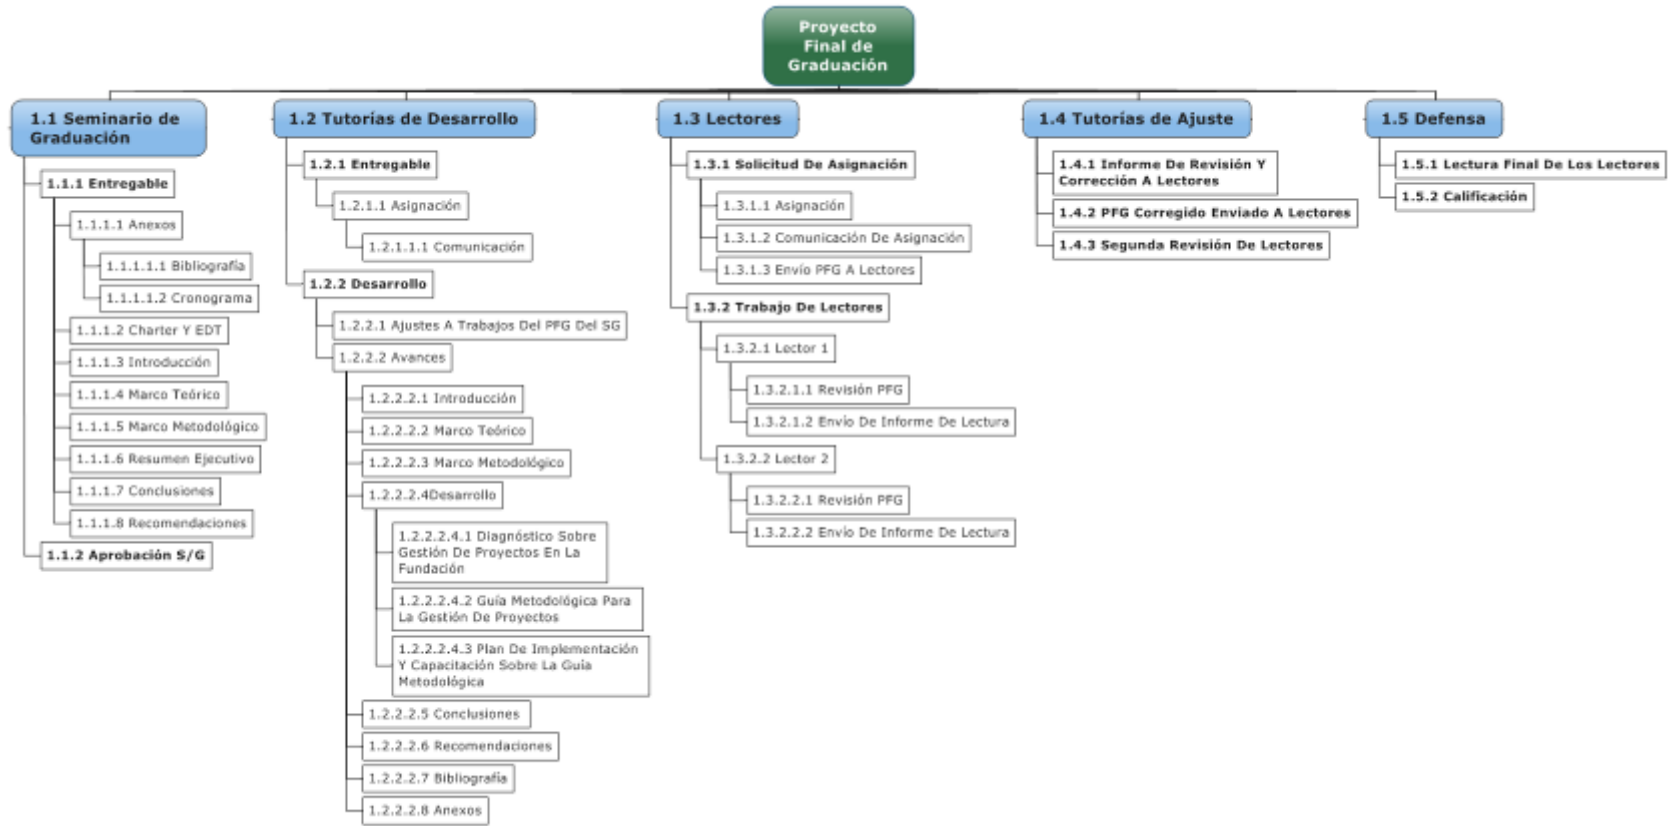 Proyecto
Final de
Graduación
1.1 Seminario de
Graduación
1.1.1 Entregable
1.1.1.1 Anexos
1.1.1.1.1 Bibliografía
1.1.1.1.2 Cronograma
1.1.1.2 Charter Y EDT
1.1.1.3 Introducción
1.1.1.4 Marco Teórico
1.1.1.5 Marco Metodológico
1.1.1.6 Resumen Ejecutivo
1.1.1.7 Conclusiones
1.1.1.8 Recomendaciones
1.1.2 Aprobación S/G
1.2 Tutorías de Desarrollo
1.2.1 Entregable
1.2.1.1 Asignación
1.2.1.1.1 Comunicación
1.2.2 Desarrollo
1.2.2.1 Ajustes A Trabajos Del PFG Del SG
1.2.2.2 Avances
1.2.2.2.1 Introducción
1.2.2.2.2 Marco Teórico
1.2.2.2.3 Marco Metodológico
1.2.2.2.4Desarrollo
1.2.2.2.4.1 Diagnóstico Sobre
Gestión De Proyectos En La
Fundación
1.2.2.2.4.2 Guía Metodológica Para
La Gestión De Proyectos
1.2.2.2.4.3 Plan De Implementación
Y Capacitación Sobre La Guía
Metodológica
1.2.2.2.5 Conclusiones
1.2.2.2.6 Recomendaciones
1.2.2.2.7 Bibliografía
1.2.2.2.8 Anexos
1.3 Lectores
1.3.1 Solicitud De Asignación
1.3.1.1 Asignación
1.3.1.2 Comunicación De Asignación
1.3.1.3 Envío PFG A Lectores
1.3.2 Trabajo De Lectores
1.3.2.1 Lector 1
1.3.2.1.1 Revisión PFG
1.3.2.1.2 Envío De Informe De Lectura
1.3.2.2 Lector 2
1.3.2.2.1 Revisión PFG
1.3.2.2.2 Envío De Informe De Lectura
1.4 Tutorías de Ajuste
1.4.1 Informe De Revisión Y
Corrección A Lectores
1.4.2 PFG Corregido Enviado A Lectores
1.4.3 Segunda Revisión De Lectores
1.5 Defensa
1.5.1 Lectura Final De Los Lectores
1.5.2 Calificación